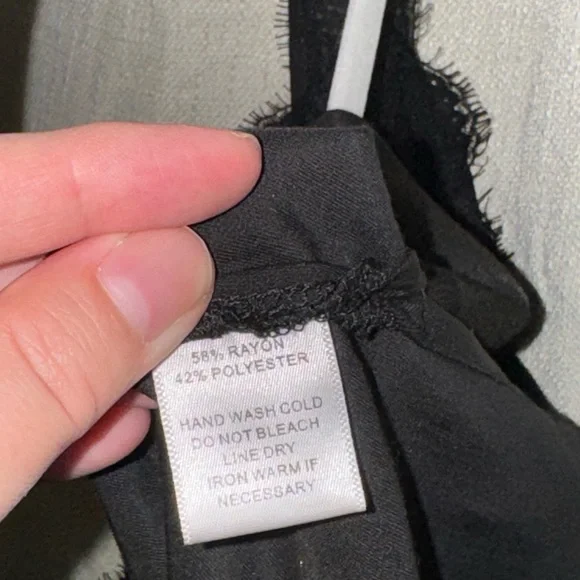 58% RAYON
42% POLYESTER
HAND WASH COLD
DO NOT BLEACH
LINE DRY
IRON WARM IF
NECESSARY